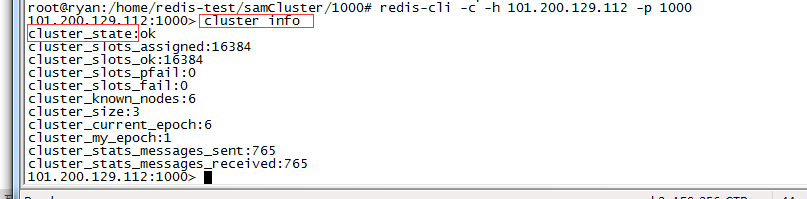 root@ryan:/home/redis-test/samCluster/1000# redis-cli -c -h 101.200.129.112 -p 1000
101.200.129.112:1000> cluster info
cluster_state:ok
cluster_slots_assigned:16384
cluster_slots_ok:16384
cluster_slots_pfail:0
cluster_slots_fail:0
cluster_known_nodes:6
cluster_size:3
cluster_current_epoch:6
cluster_my_epoch:1
cluster_stats_messages_sent:765
cluster_stats_messages_received:765
101.200.129.112:1000>